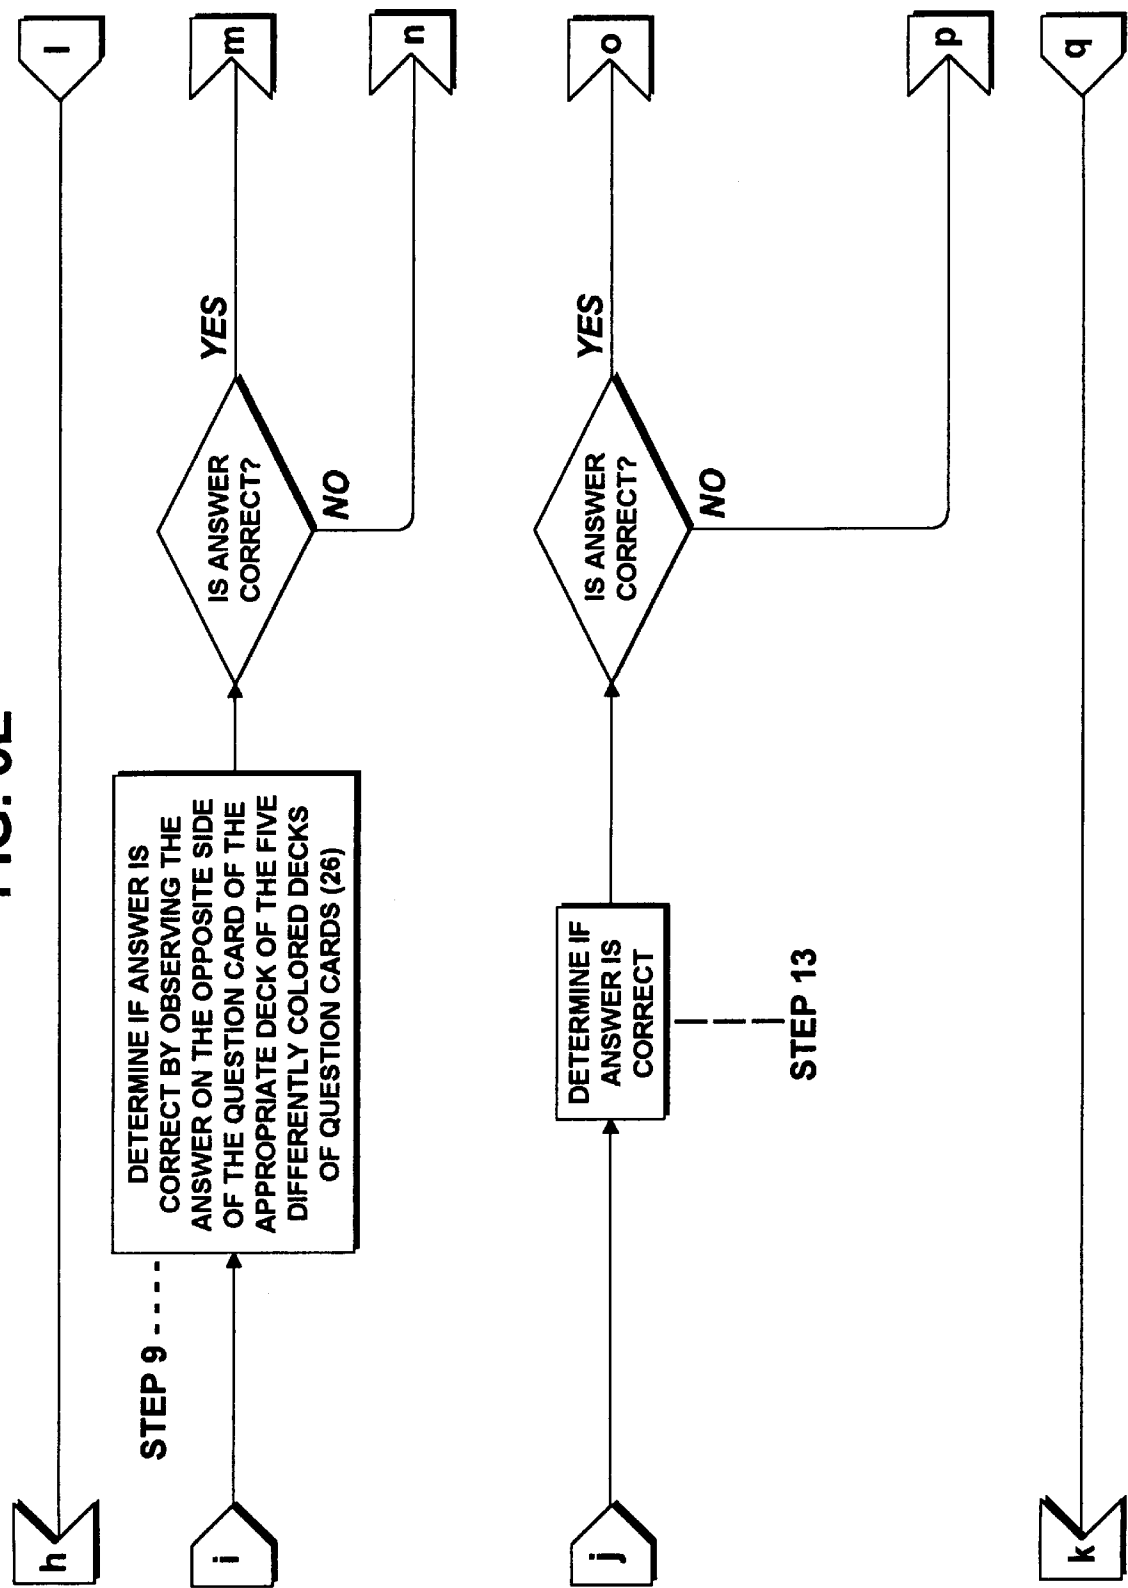 h
l
STEP 9
DETERMINE IF ANSWER IS
CORRECT BY OBSERVING THE
ANSWER ON THE OPPOSITE SIDE
OF THE QUESTION CARD OF THE
APPROPRIATE DECK OF THE FIVE
DIFFERENTLY COLORED DECKS
OF QUESTION CARDS (26)
i
IS ANSWER
CORRECT?
YES
m
NO
n
j
DETERMINE IF
ANSWER IS
CORRECT
STEP 13
IS ANSWER
CORRECT?
YES
o
NO
p
k
q